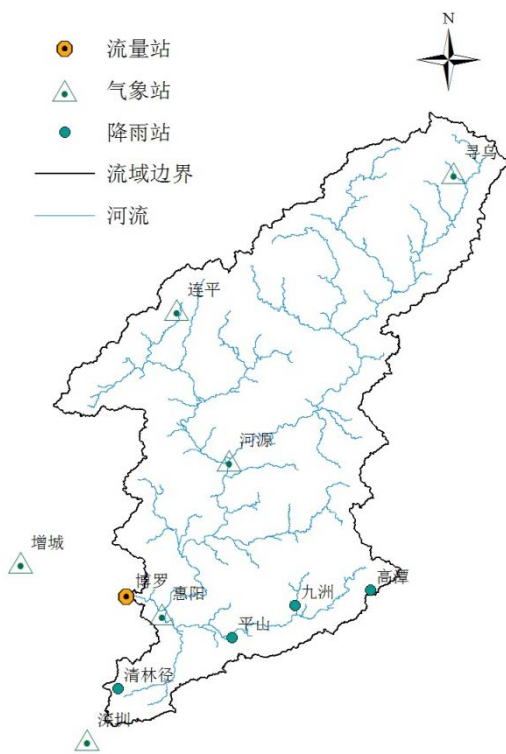 N
流量站
气象站
降雨站
流域边界
河流
寻乌
连平
河源
增城
博罗
惠阳
九洲
高潭
平山
清林径
深圳